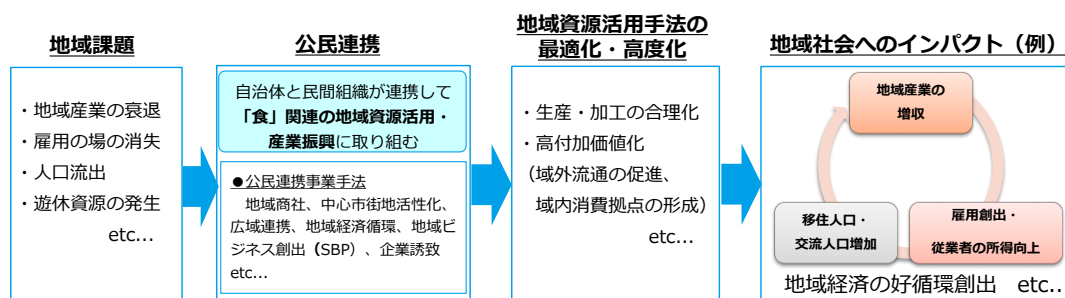 地域課題
・地域産業の衰退
・雇用の場の消失
・人口流出
・遊休資源の発生
etc...
公民連携
自治体と民間組織が連携して
「食」関連の地域資源活用・
産業振興に取り組む
●公民連携事業手法
地域商社、中心市街地活性化、
広域連携、地域経済循環、地域ビ
ジネス創出（SBP）、企業誘致
etc...
地域資源活用手法の
最適化・高度化
・生産・加工の合理化
・高付加価値化
（域外流通の促進、
域内消費拠点の形成）
etc...
地域社会へのインパクト（例）
地域産業の
増収
雇用創出・
従業者の所得向上
移住人口・
交流人口増加
地域経済の好循環創出　etc..